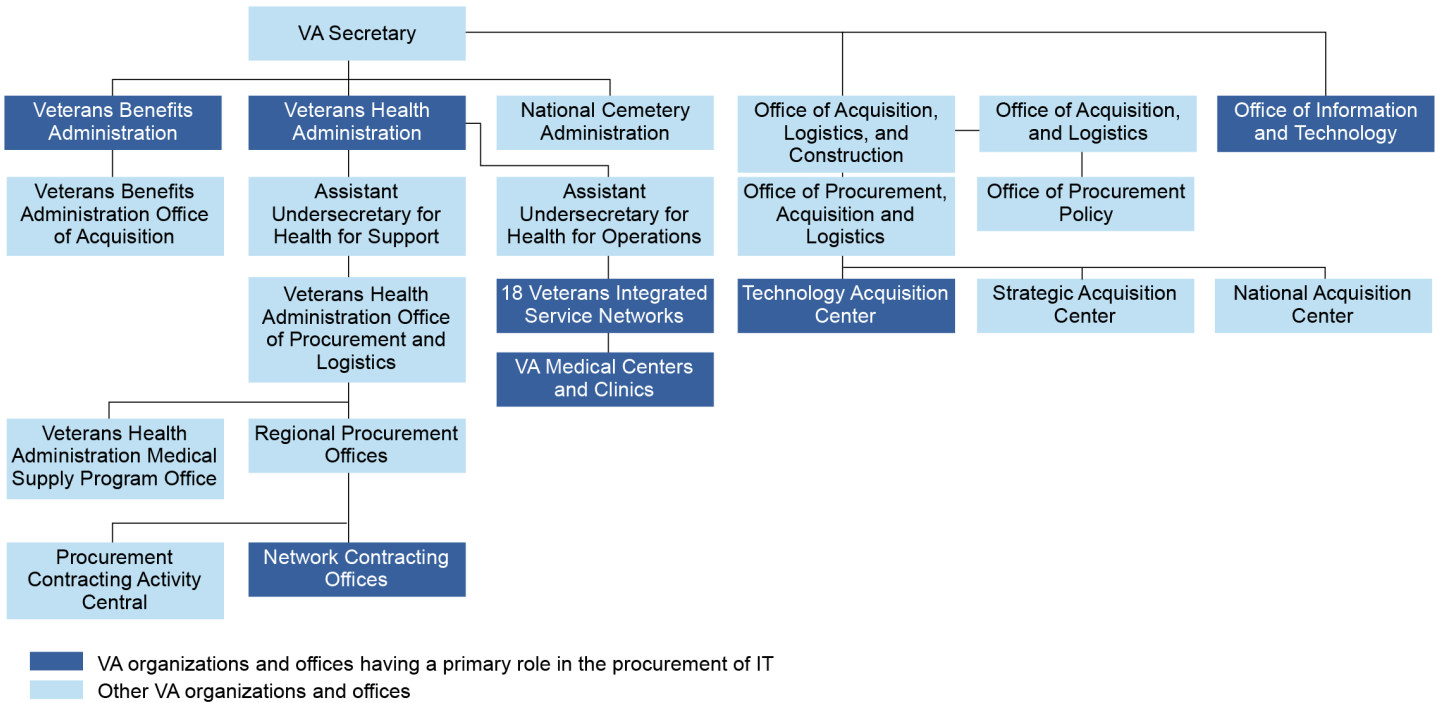 VA Secretary
Veterans Benefits
Administration
Veterans Health
Administration
National Cemetery
Administration
Office of Acquisition,
Logistics, and
Construction
Office of Acquisition,
and Logistics
Office of Information
and Technology
Veterans Benefits
Administration Office
of Acquisition
Assistant
Undersecretary for
Health for Support
Assistant
Undersecretary for
Health for Operations
Office of Procurement,
Acquisition and
Logistics
Office of Procurement
Policy
Veterans Health
Administration Office
of Procurement and
Logistics
18 Veterans Integrated
Service Networks
Technology Acquisition
Center
Strategic Acquisition
Center
National Acquisition
Center
VA Medical Centers
and Clinics
Veterans Health
Administration Medical
Supply Program Office
Regional Procurement
Offices
Procurement
Contracting Activity
Central
Network Contracting
Offices
VA organizations and offices having a primary role in the procurement of IT
Other VA organizations and offices